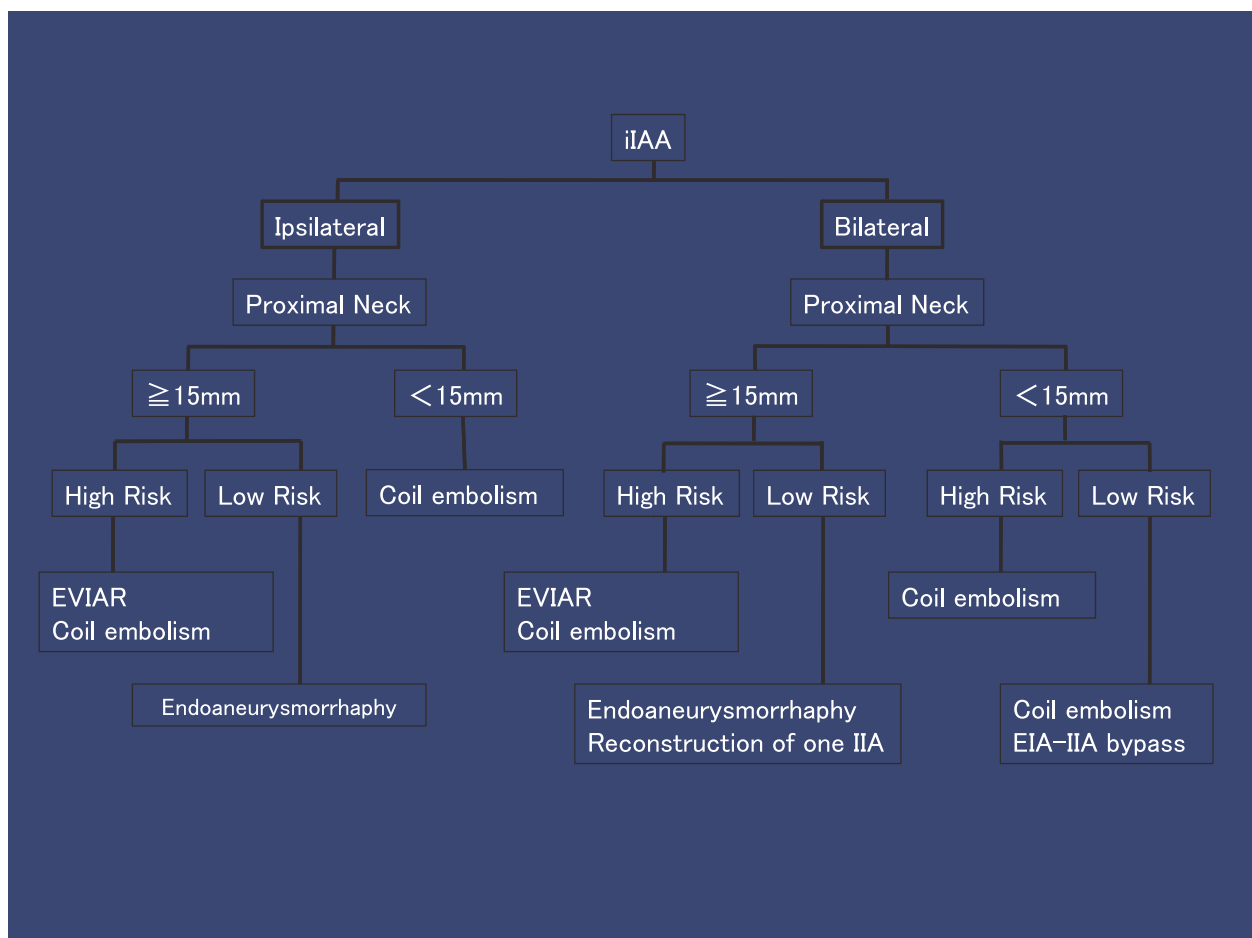 iIAA
Ipsilateral
Bilateral
Proximal Neck
Proximal Neck
≧15mm
<15mm
≧15mm
<15mm
High Risk
Low Risk
Coil embolism
High Risk
Low Risk
High Risk
Low Risk
EVIAR
Coil embolism
EVIAR
Coil embolism
Coil embolism
Endoaneurysmorrhaphy
Endoaneurysmorrhaphy
Reconstruction of one IIA
Coil embolism
EIA-IIA bypass